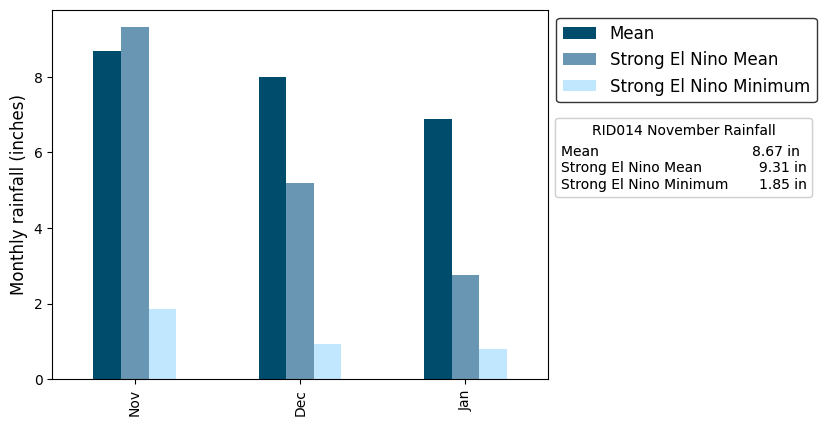 Monthly rainfall (inches)
8
6
4
2
0
Nov
Dec
Jan
Mean
Strong El Nino Mean
Strong El Nino Minimum
RID014 November Rainfall
Mean 8.67 in
Strong El Nino Mean 9.31 in
Strong El Nino Minimum 1.85 in